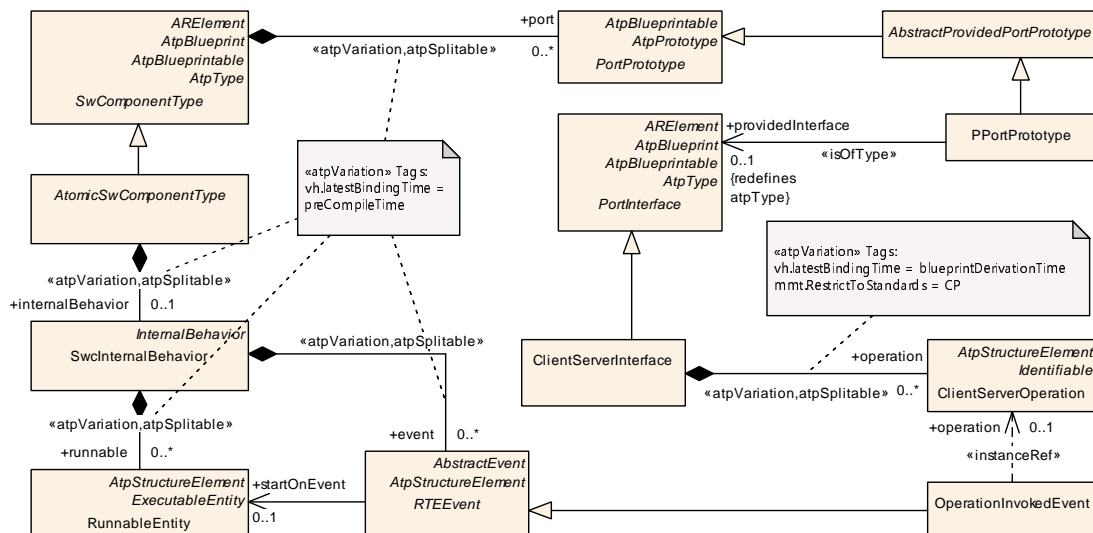 ARElement
AtpBlueprint
AtpBlueprintable
AtpType
SwComponentType
+port
«atpVariation,atpSplitable»
0..*
AtpBlueprintable
AtpPrototype
PortPrototype
AbstractProvidedPortPrototype
PPortPrototype
ARElement
AtpBlueprint
AtpBlueprintable
AtpType
PortInterface
+providedInterface
0..1
{redefines
atpType}
«isOfType»
«atpVariation» Tags:
vh.latestBindingTime =
preCompileTime
AtomicSwComponentType
«atpVariation,atpSplitable»
+internalBehavior
0..1
«atpVariation» Tags:
vh.latestBindingTime = blueprintDerivationTime
mmt.RestrictToStandards = CP
InternalBehavior
SwcInternalBehavior
«atpVariation,atpSplitable»
ClientServerInterface
+operation
«atpVariation,atpSplitable»
0..*
AtpStructureElement
Identifiable
ClientServerOperation
«atpVariation,atpSplitable»
+runnable
0..*
+event
0..*
+operation
0..1
«instanceRef»
AtpStructureElement
ExecutableEntity
RunnableEntity
+startOnEvent
0..1
AbstractEvent
AtpStructureElement
RTEEvent
OperationInvokedEvent